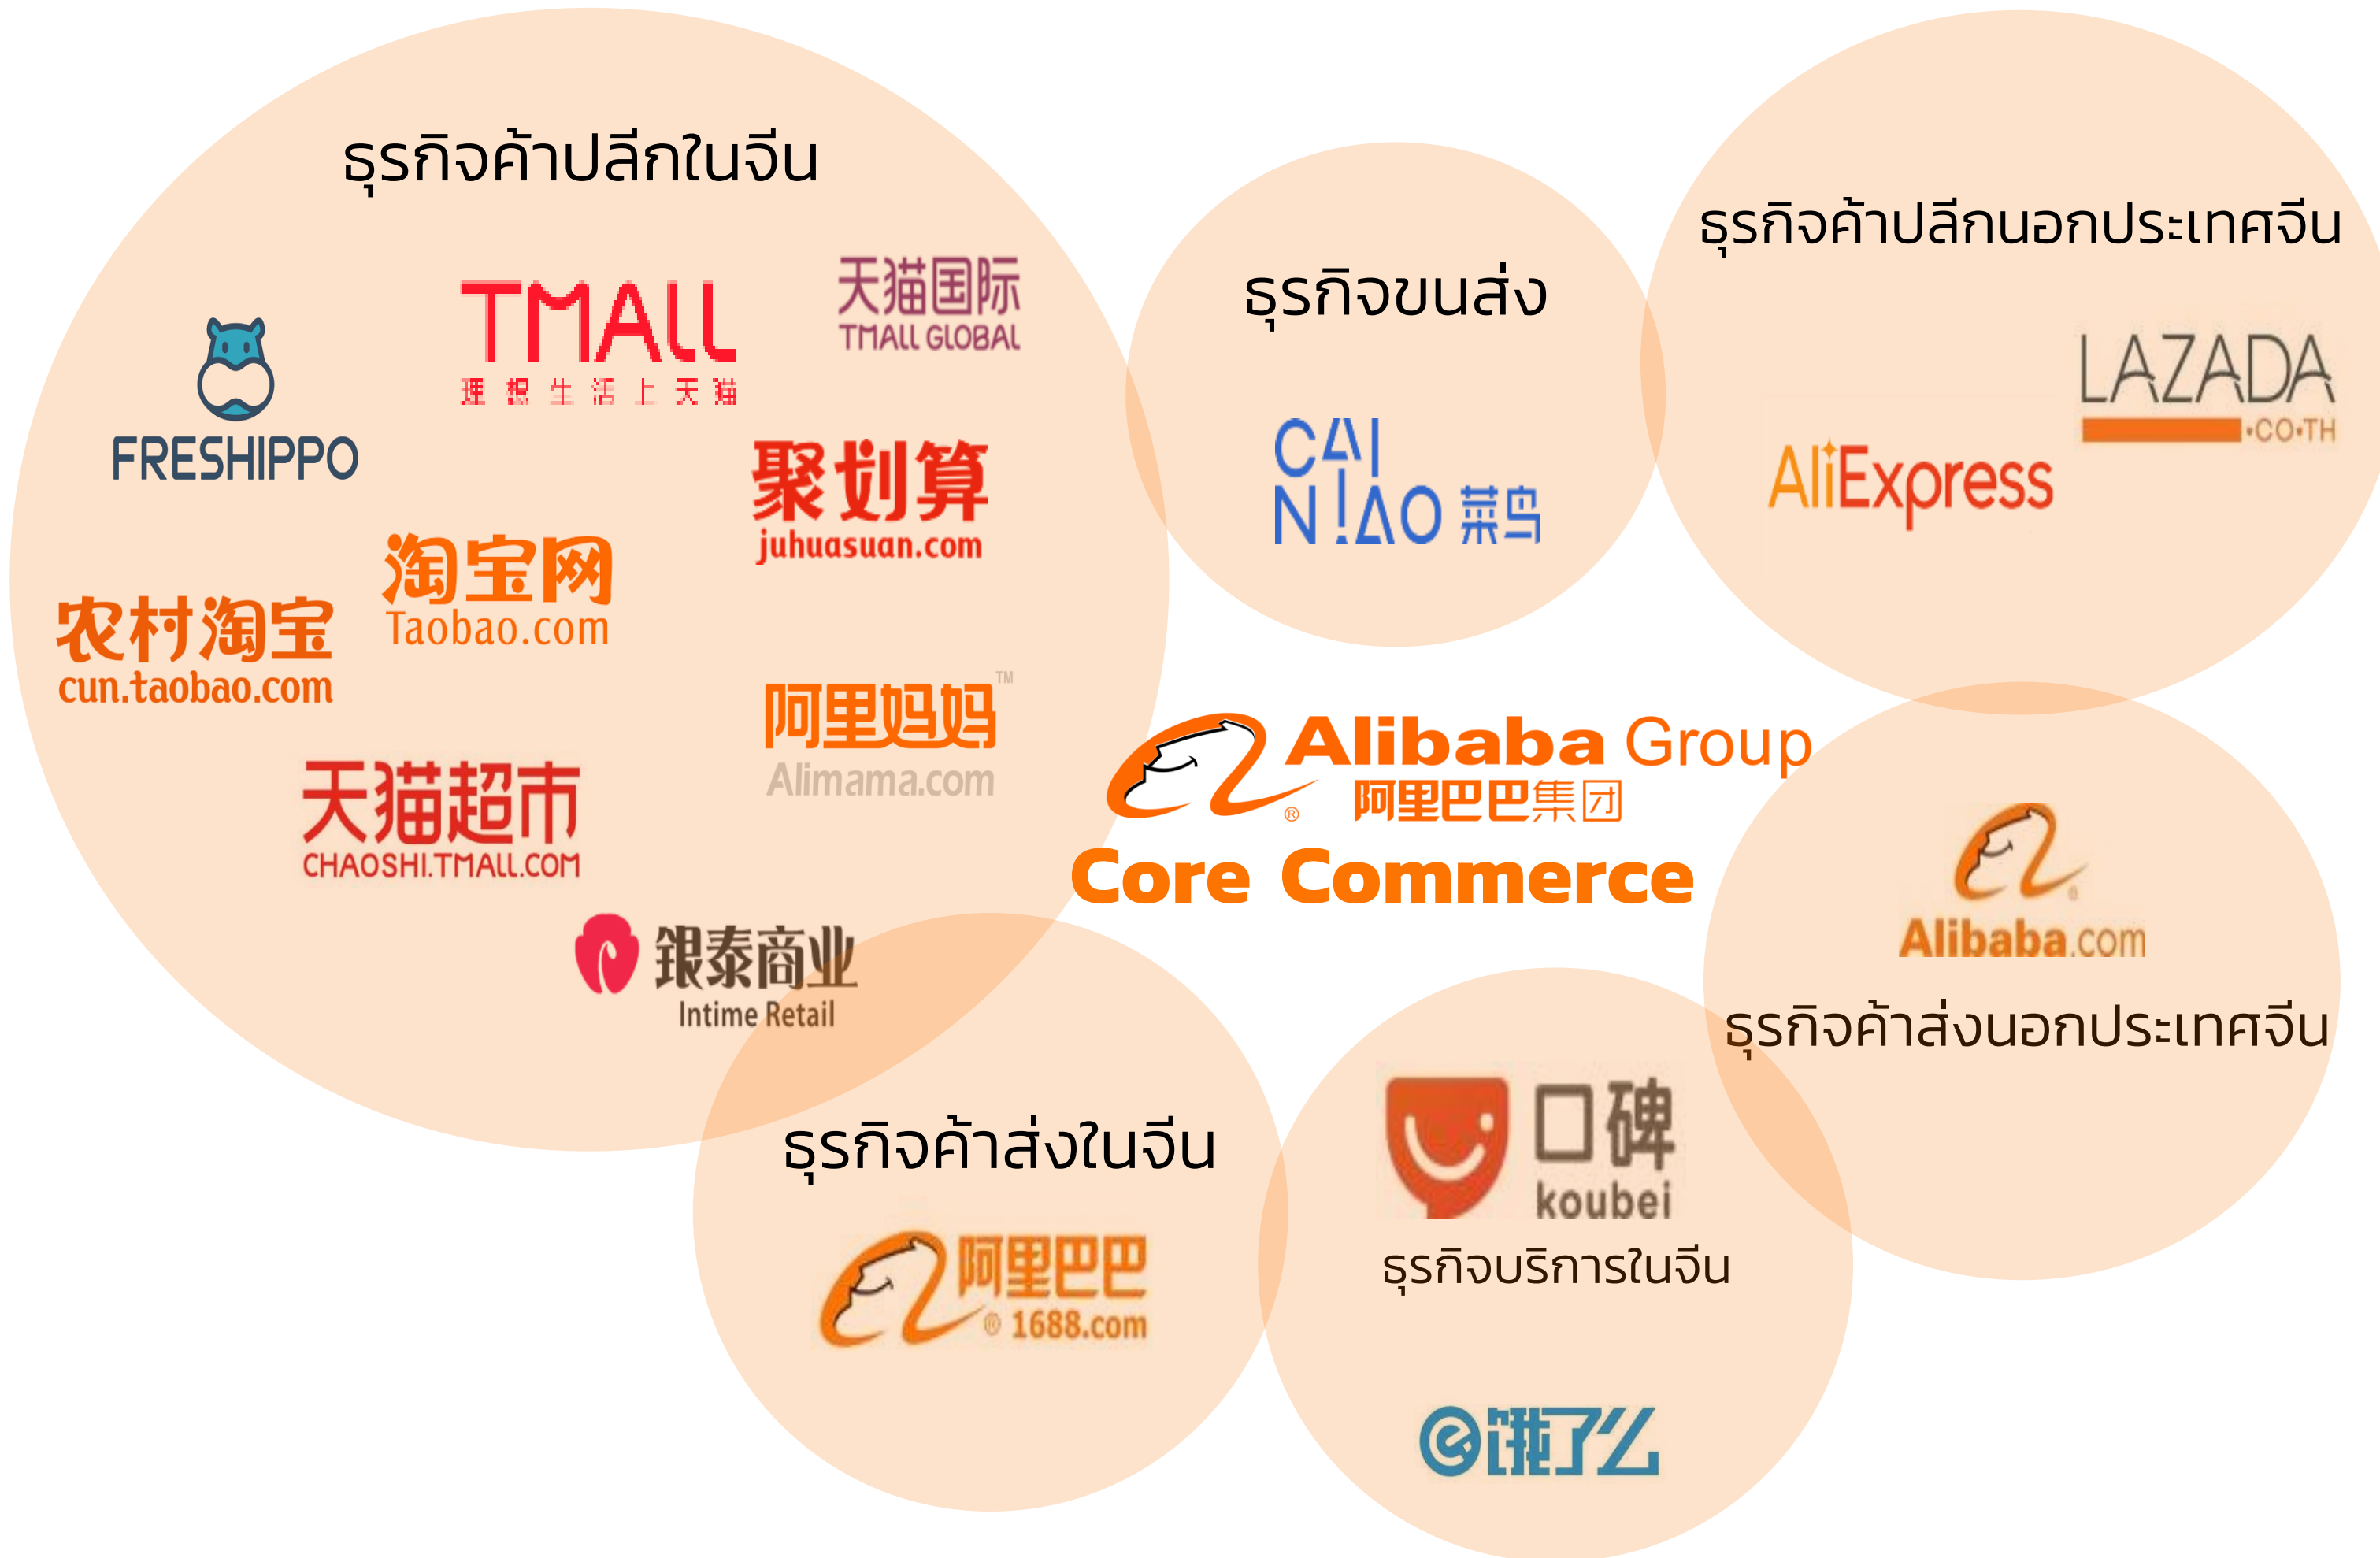 ธุรกิจค้าปลีกในจีน
FRESHIPPO
TMALL
理想生活上天猫
天猫国际
TMALL GLOBAL
聚划算
juhuasuan.com
淘宝网
Taobao.com
农村淘宝
cun.taobao.com
阿里妈妈™
Alimama.com
天猫超市
CHAOSHI.TMALL.COM
銀泰商业
Intime Retail
ธุรกิจขนส่ง
CAI
NIAO 菜鸟
ธุรกิจค้าปลีกนอกประเทศจีน
LAZADA
•CO•TH
AliExpress
Alibaba Group
®
阿里巴巴集团
Core Commerce
®
Alibaba.com
ธุรกิจค้าส่งนอกประเทศจีน
ธุรกิจค้าส่งในจีน
阿里巴巴
® 1688.com
口碑
koubei
ธุรกิจบริการในจีน
e饿了么